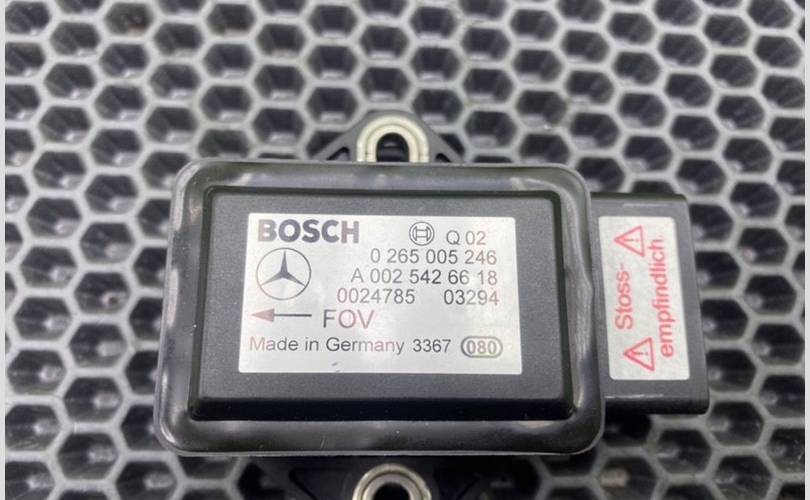 BOSCH Q 02
0 265 005 246
A 002 542 66 18
0024785 03294
FOV
Made in Germany 3367 080
Stoss-
empfindlich